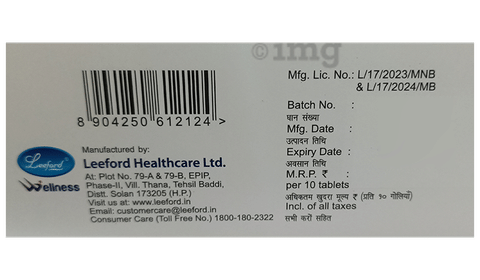 ©img
8 904250 612124 >
Manufactured by:
Leeford Healthcare Ltd.
At: Plot No. 79-A & 79-B, EPIP,
Phase-II, Vill. Thana, Tehsil Baddi,
Distt. Solan 173205 (H.P.)
Visit us at: www.leeford.in
Email: customercare@leeford.in
Consumer Care (Toll Free No.) 1800-180-2322
Leeford
Wellness
Mfg. Lic. No.: L/17/2023/MNB
& L/17/2024/MB
Batch No. :
धान संख्या
Mfg. Date :
उत्पादन तिथि
Expiry Date :
अवसान तिथि
M.R.P. ₹ :
per 10 tablets
अधिकतम खुदरा मूल्य ₹ (प्रति १० गोलियाँ)
Incl. of all taxes
सभी करों सहित